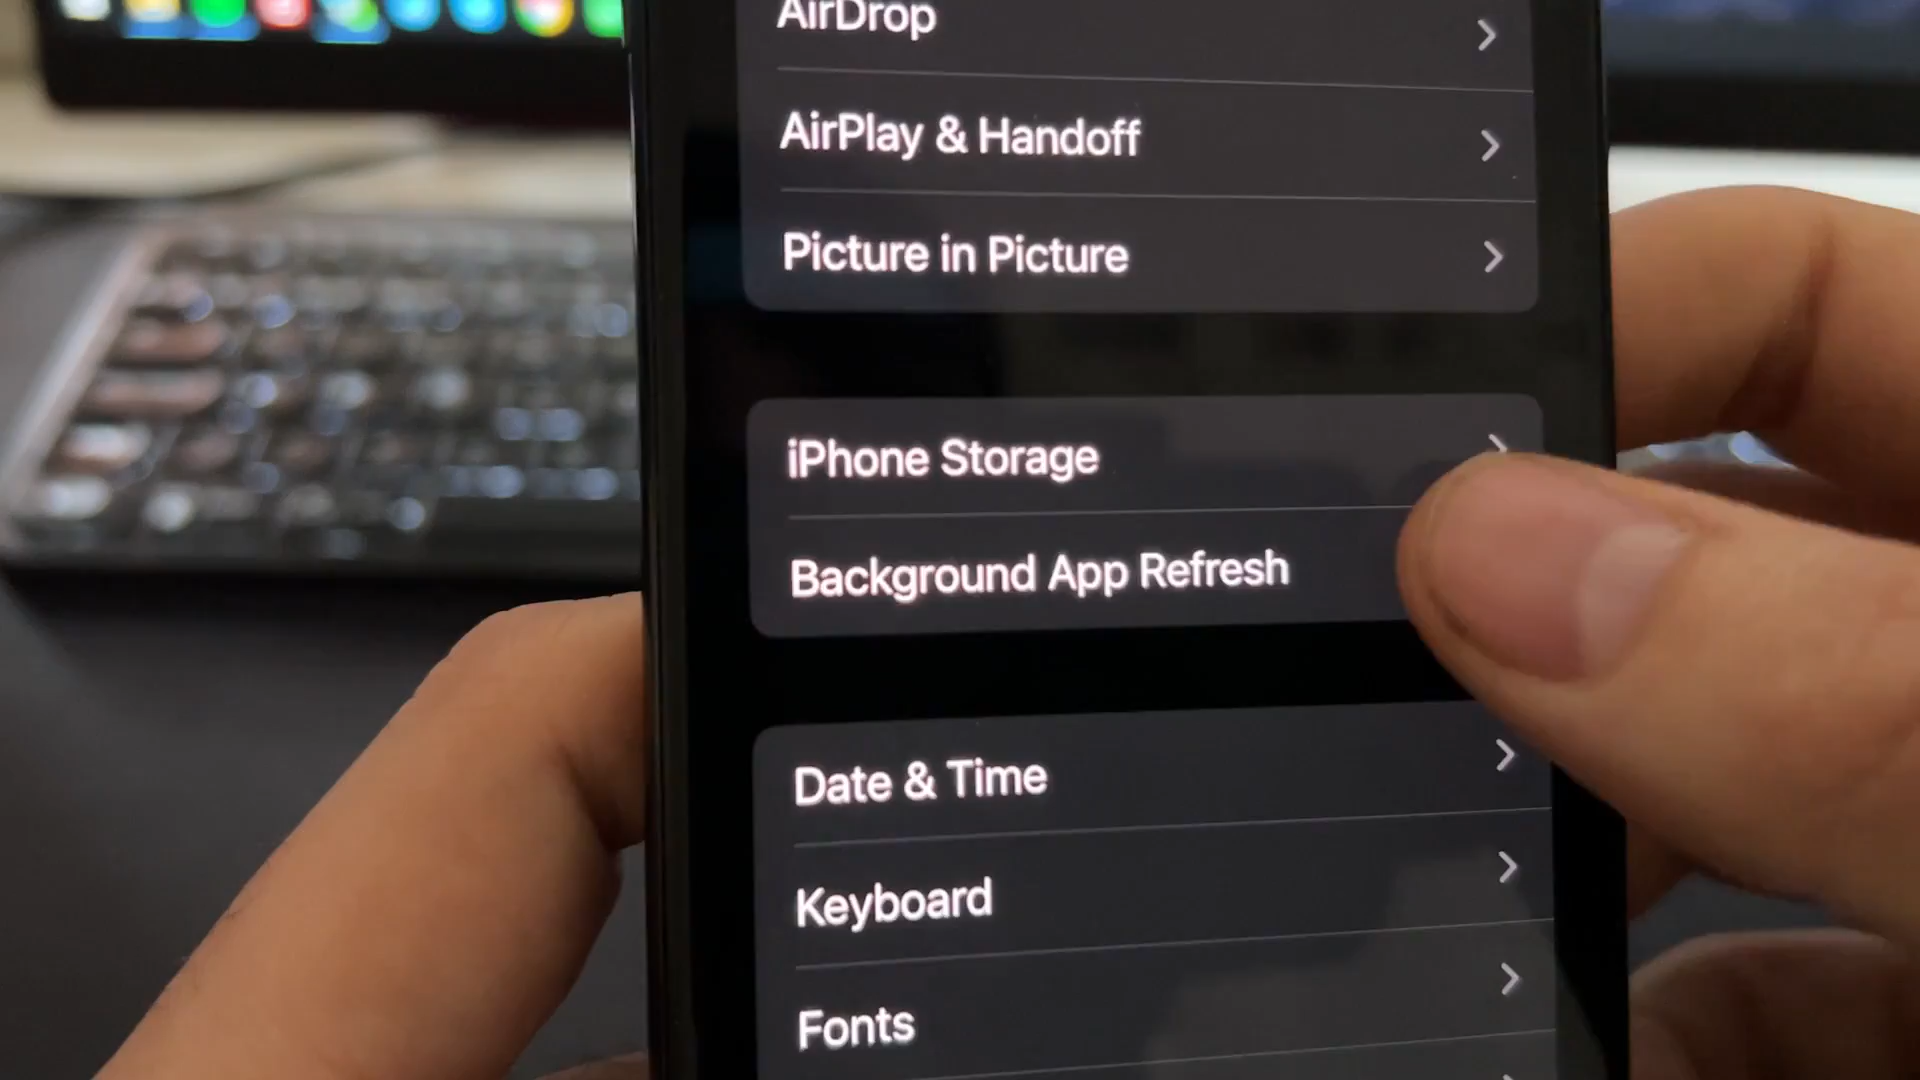 AirDrop
AirPlay & Handoff
Picture in Picture
iPhone Storage
Background App Refresh
Date & Time
Keyboard
Fonts